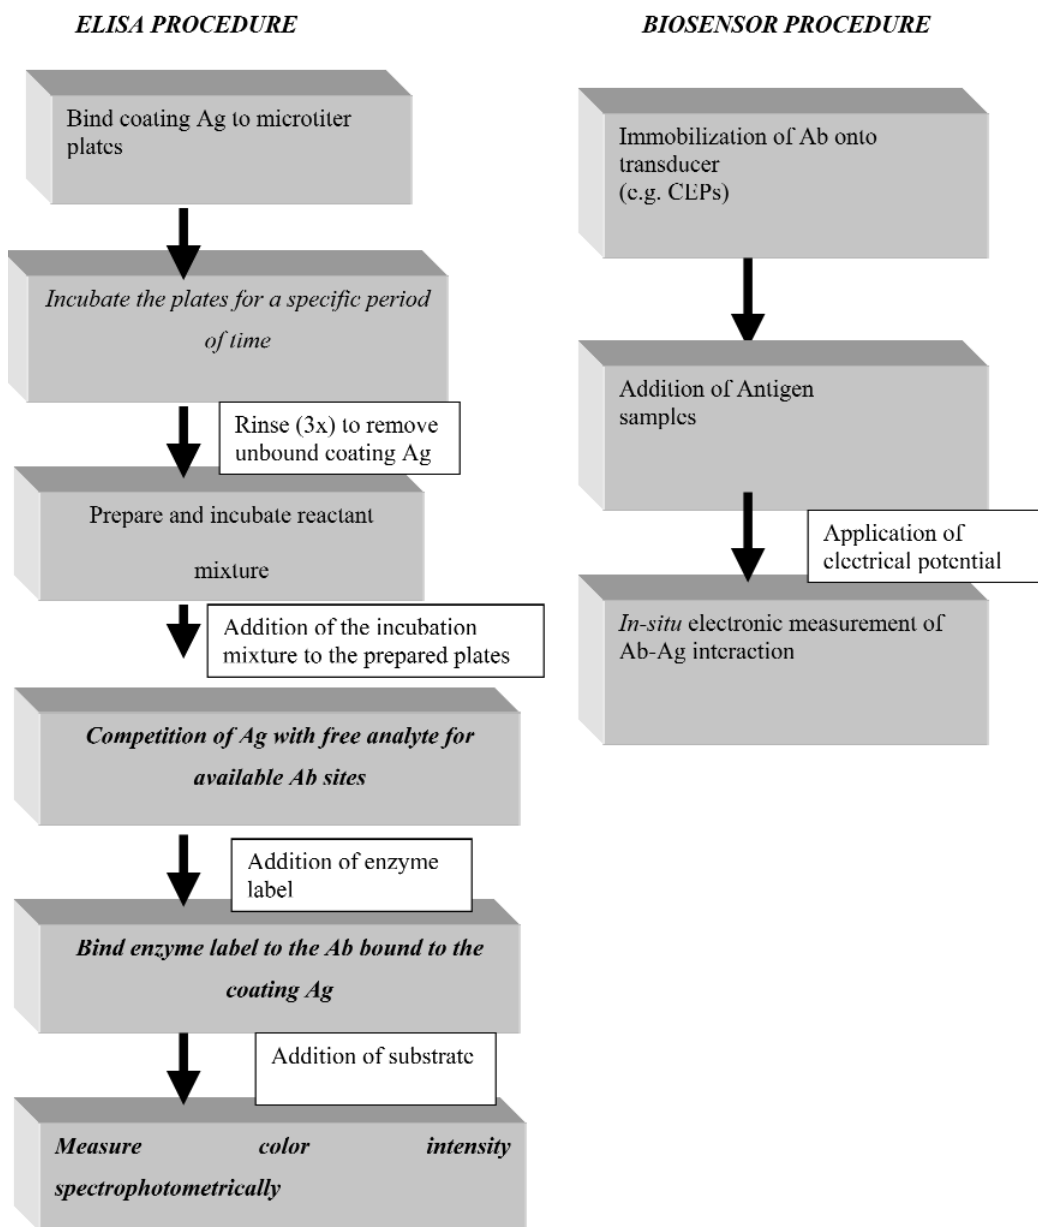 ELISA PROCEDURE
Bind coating Ag to microtiter
plates
Incubate the plates for a specific period
of time
Rinse (3x) to remove
unbound coating Ag
Prepare and incubate reactant
mixture
Addition of the incubation
mixture to the prepared plates
Competition of Ag with free analyte for
available Ab sites
Addition of enzyme
label
Bind enzyme label to the Ab bound to the
coating Ag
Addition of substrate
Measure color intensity
spectrophotometrically
BIOSENSOR PROCEDURE
Immobilization of Ab onto
transducer
(e.g. CEPs)
Addition of Antigen
samples
Application of
electrical potential
In-situ electronic measurement of
Ab-Ag interaction